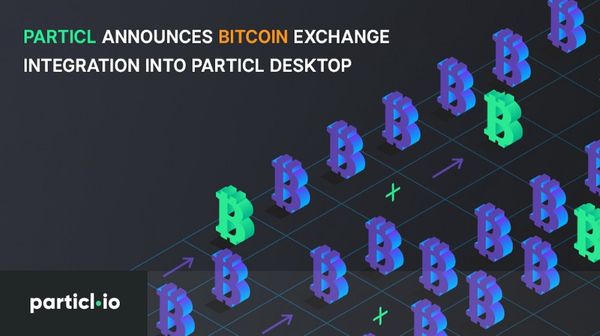 PARTICL ANNOUNCES BITCOIN EXCHANGE
INTEGRATION INTO PARTICL DESKTOP
particl.io